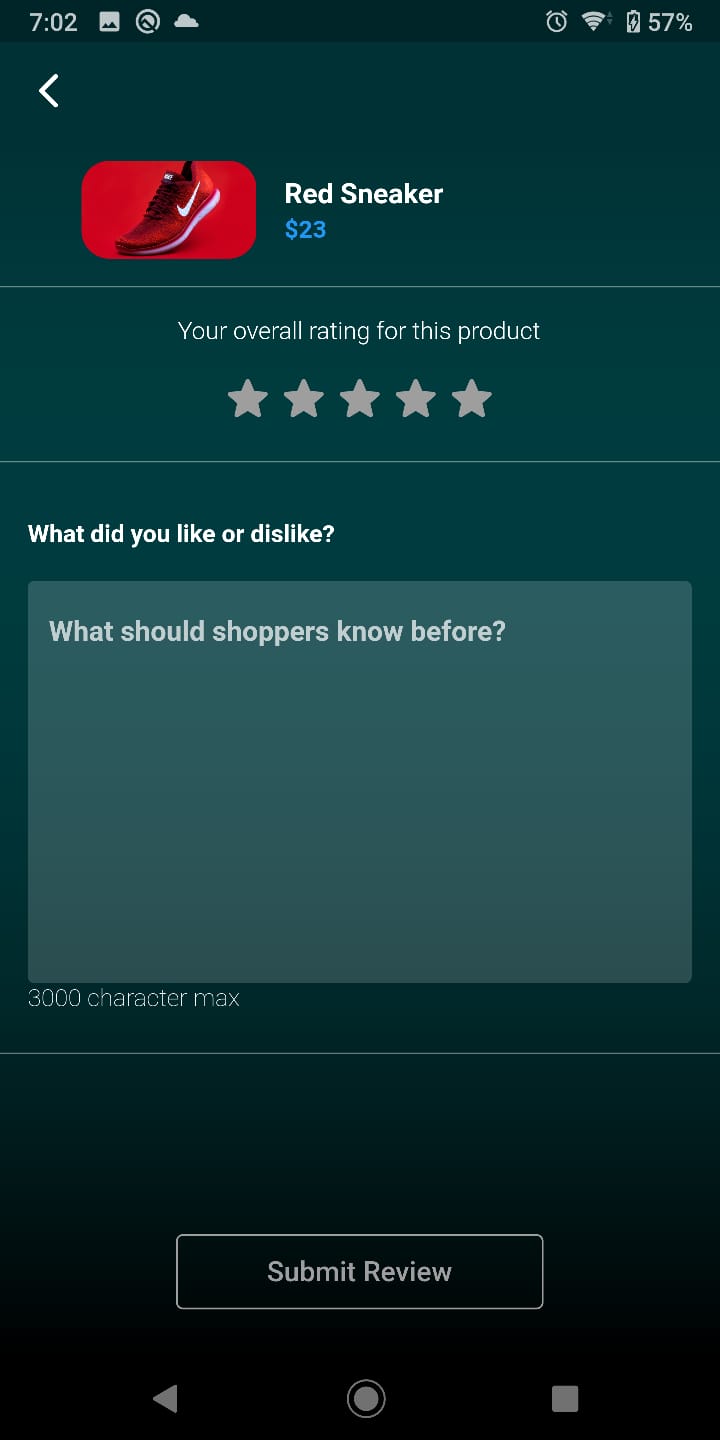 7:02
57%
Red Sneaker
$23
Your overall rating for this product
What did you like or dislike?
What should shoppers know before?
3000 character max
Submit Review